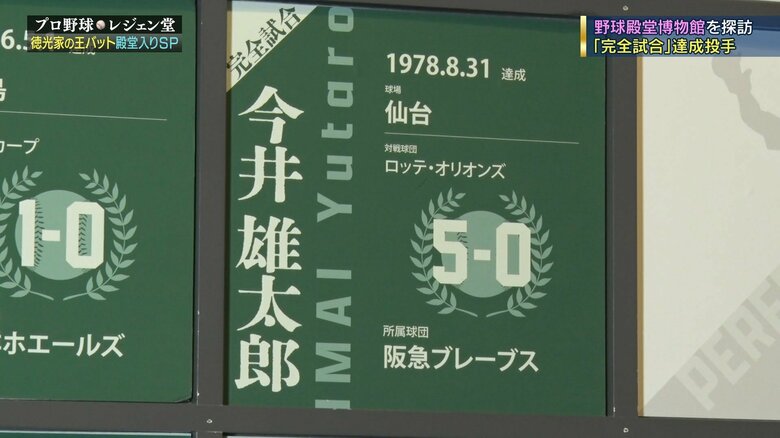 プロ野球 レジェン堂
徳光家の王バット 殿堂入りSP
野球殿堂博物館を探訪
「完全試合」達成投手
6.5
達成
カープ
1-0
ホエールズ
完全試合
今井雄太郎
IMAI Yutaro
1978.8.31 達成
球場
仙台
対戦球団
ロッテ・オリオンズ
5-0
所属球団
阪急ブレーブス
PERF